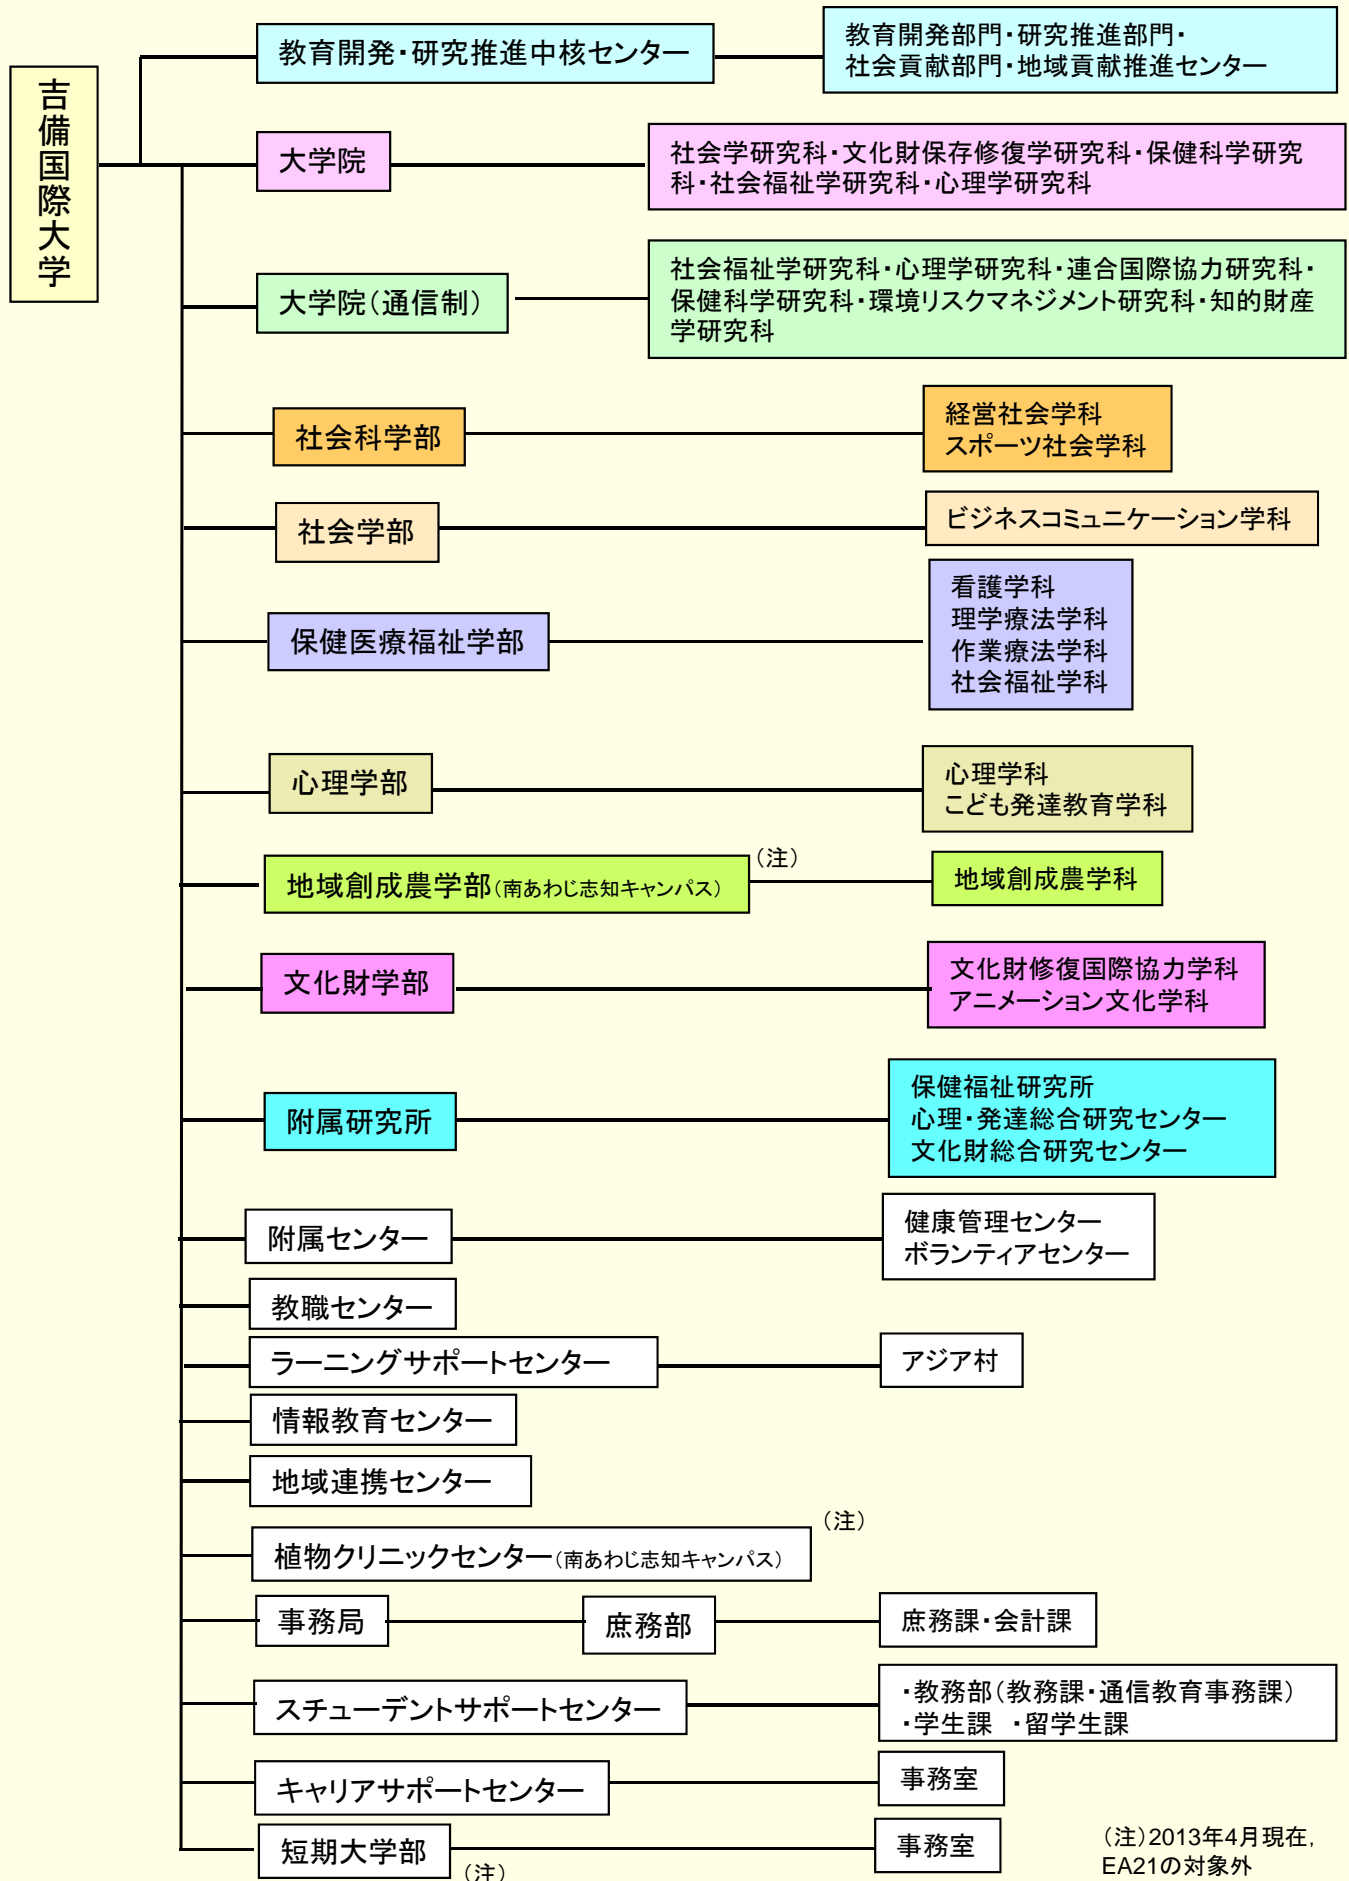 吉備国際大学
教育開発・研究推進中核センター
教育開発部門・研究推進部門・
社会貢献部門・地域貢献推進センター
大学院
社会学研究科・文化財保存修復学研究科・保健科学研究
科・社会福祉学研究科・心理学研究科
大学院(通信制)
社会福祉学研究科・心理学研究科・連合国際協力研究科・
保健科学研究科・環境リスクマネジメント研究科・知的財産
学研究科
社会科学部
経営社会学科
スポーツ社会学科
社会学部
ビジネスコミュニケーション学科
保健医療福祉学部
看護学科
理学療法学科
作業療法学科
社会福祉学科
心理学部
心理学科
こども発達教育学科
地域創成農学部(南あわじ志知キャンパス)
(注)
地域創成農学科
文化財学部
文化財修復国際協力学科
アニメーション文化学科
附属研究所
保健福祉研究所
心理・発達総合研究センター
文化財総合研究センター
附属センター
健康管理センター
ボランティアセンター
教職センター
ラーニングサポートセンター
アジア村
情報教育センター
地域連携センター
植物クリニックセンター(南あわじ志知キャンパス)
(注)
事務局
庶務部
庶務課・会計課
スチューデントサポートセンター
・教務部(教務課・通信教育事務課)
・学生課 ・留学生課
キャリアサポートセンター
事務室
短期大学部
(注)
事務室
(注)2013年4月現在,
EA21の対象外